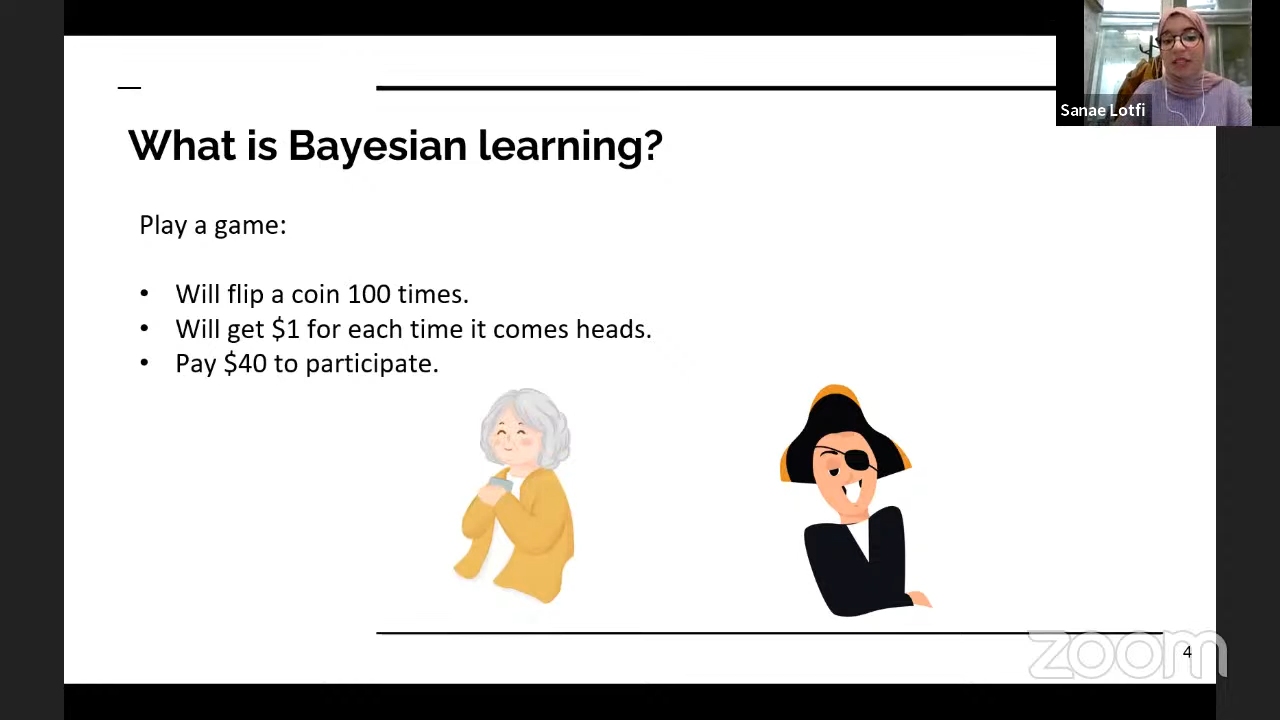 Sanae Lotfi
What is Bayesian learning?
Play a game:
• Will flip a coin 100 times.
• Will get $1 for each time it comes heads.
• Pay $40 to participate.
zoom
4